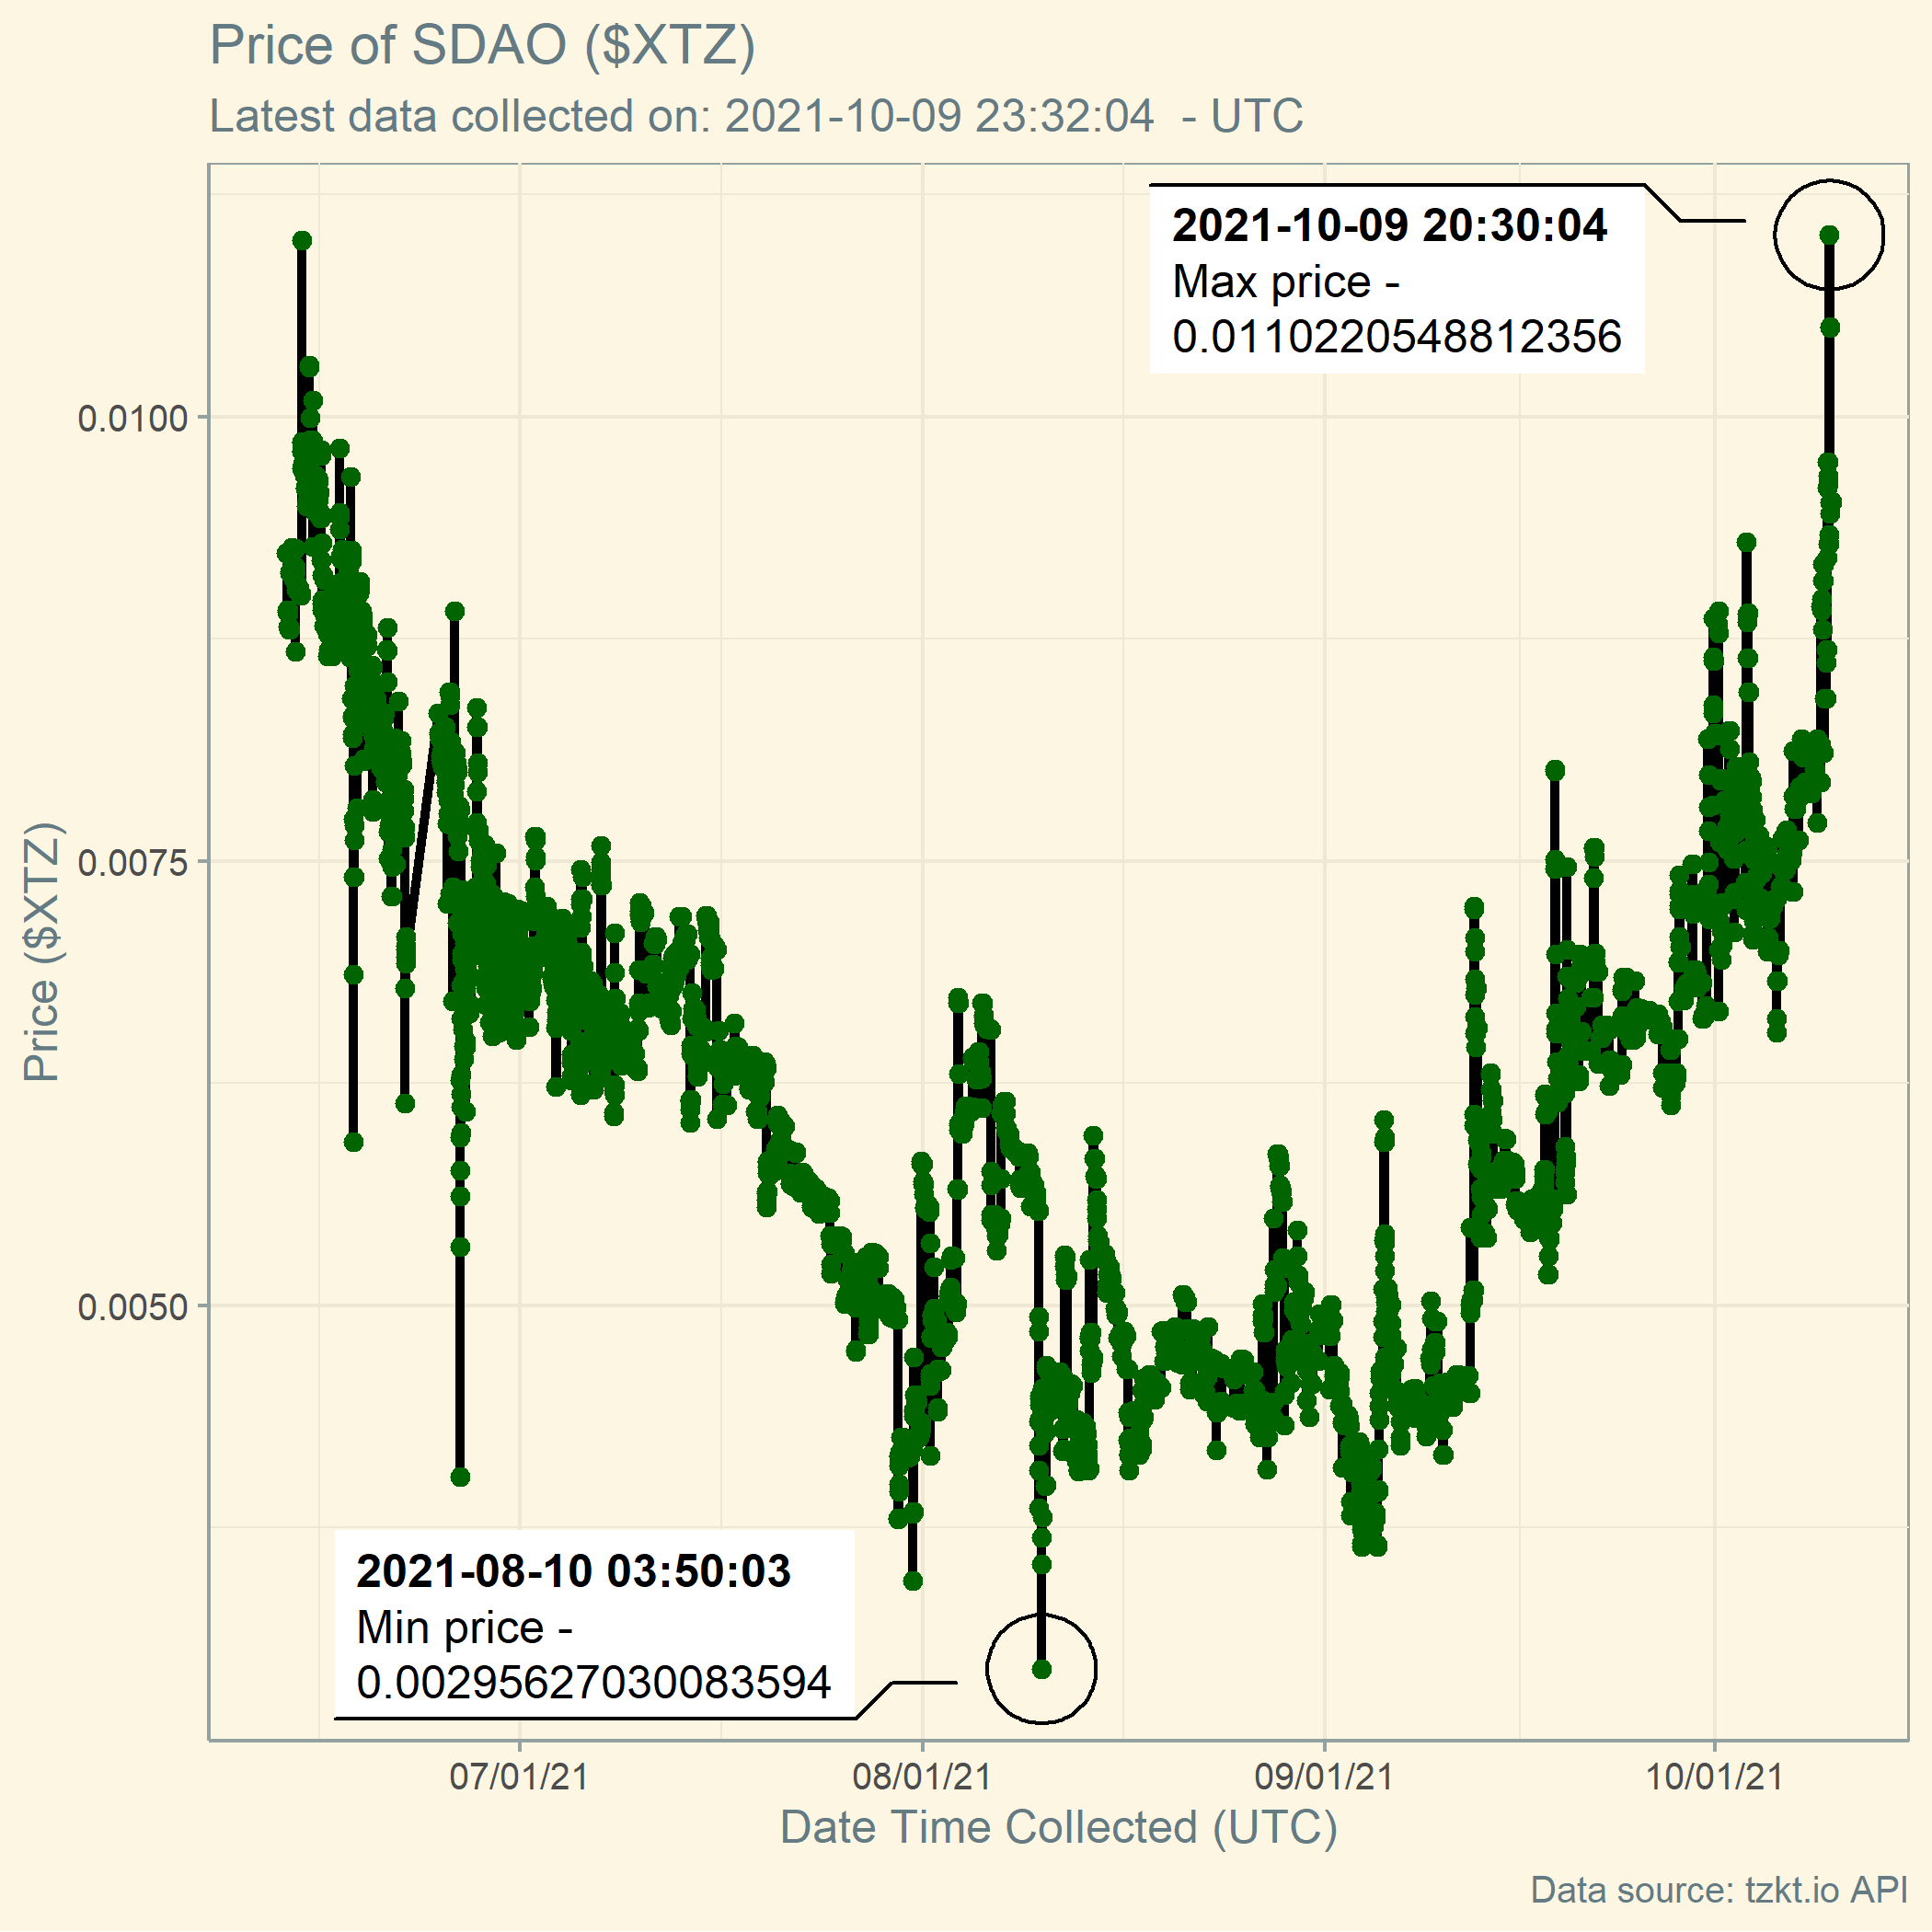 Price of SDAO ($XTZ)
Latest data collected on: 2021-10-09 23:32:04  - UTC
2021-10-09 20:30:04
Max price -
0.0110220548812356
0.0100
0.0075
0.0050
Price ($XTZ)
2021-08-10 03:50:03
Min price -
0.00295627030083594
07/01/21
08/01/21
09/01/21
10/01/21
Date Time Collected (UTC)
Data source: tzkt.io API